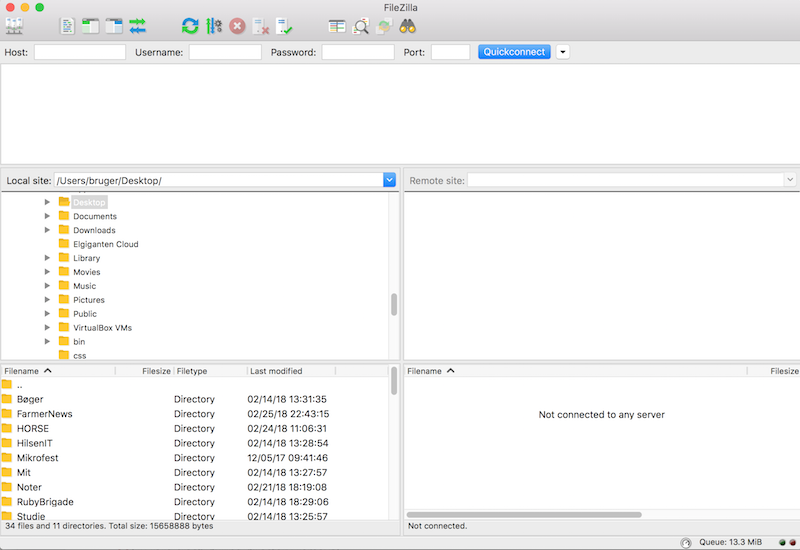 FileZilla
Host: Username: Password: Port: Quickconnect
Local site: /Users/bruger/Desktop/
Remote site:
Desktop
Documents
Downloads
Elgiganten Cloud
Library
Movies
Music
Pictures
Public
VirtualBox VMs
bin
css
Filename Filesize Filetype Last modified
..
Bøger Directory 02/14/18 13:31:35
FarmerNews Directory 02/25/18 22:43:15
HORSE Directory 02/24/18 11:06:31
HilsenIT Directory 02/14/18 13:28:54
Mikrofest Directory 12/05/17 09:41:46
Mit Directory 02/14/18 13:27:57
Noter Directory 02/21/18 18:19:08
RubyBrigade Directory 02/14/18 18:29:06
Studie Directory 02/14/18 13:25:57
34 files and 11 directories. Total size: 15658888 bytes
Filename Filesize
Not connected to any server
Not connected.
Queue: 13.3 MiB